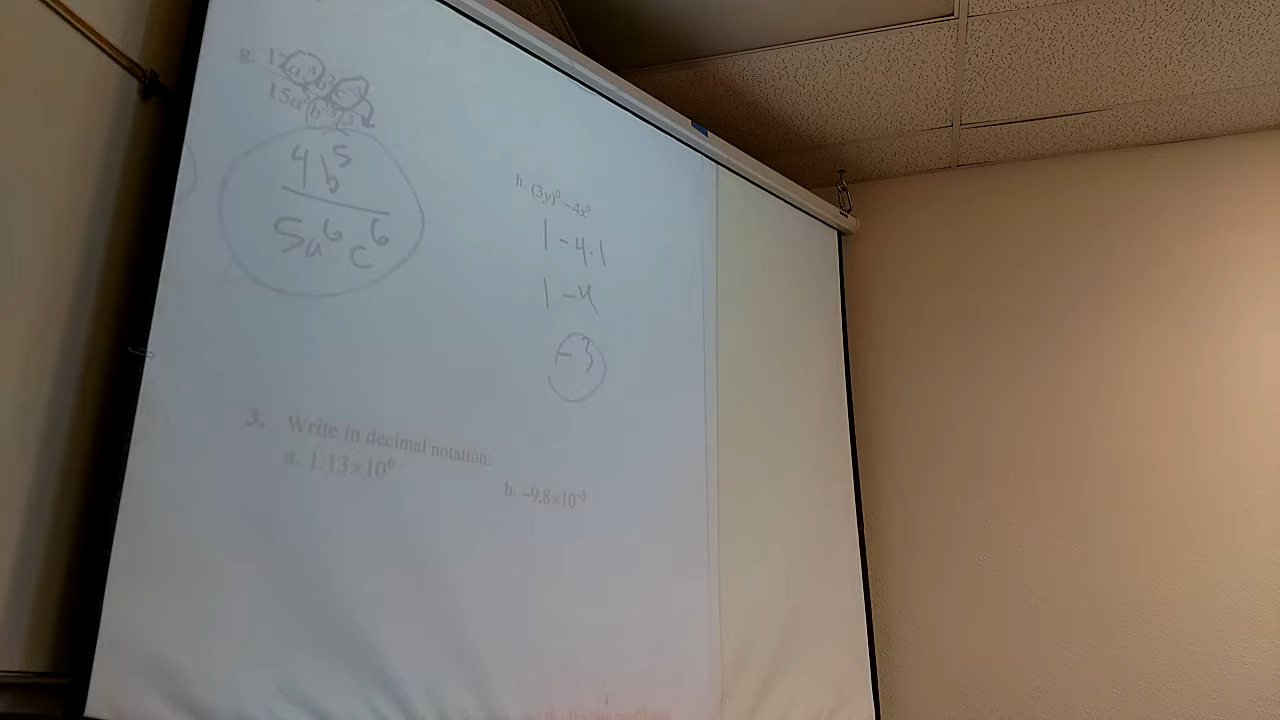 g.
4b⁵
5a⁶c⁶
h. (3y)⁰ – 4x⁰
1 – 4·1
1 – 4
–3
3. Write in decimal notation.
a. 1.13×10⁶
b. –9.8×10